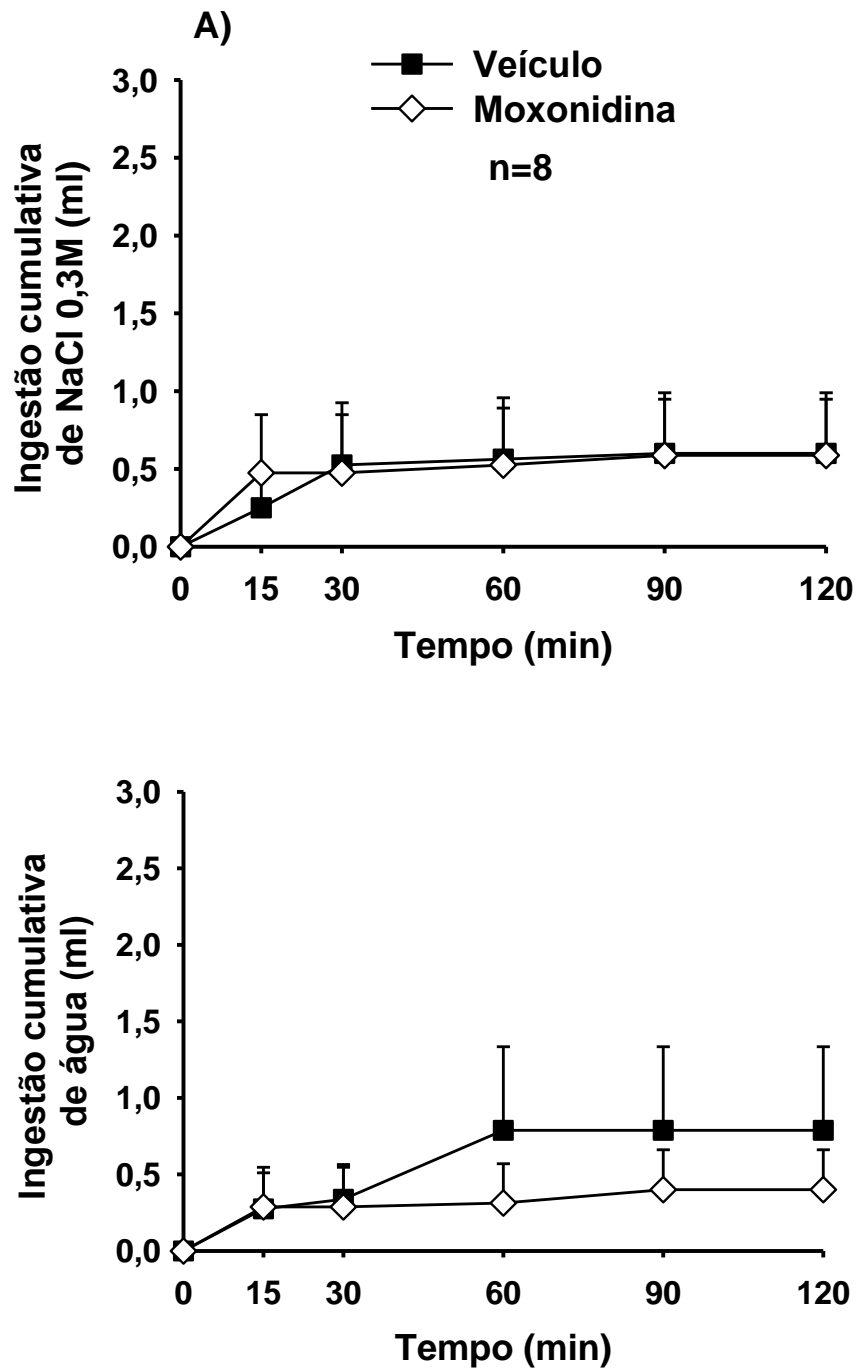 A)
Veículo
Moxonidina
n=8
3,0
2,5
2,0
1,5
1,0
0,5
0,0
Ingestão cumulativa
de NaCl 0,3M (ml)
0 15 30 60 90 120
Tempo (min)
3,0
2,5
2,0
1,5
1,0
0,5
0,0
Ingestão cumulativa
de água (ml)
0 15 30 60 90 120
Tempo (min)